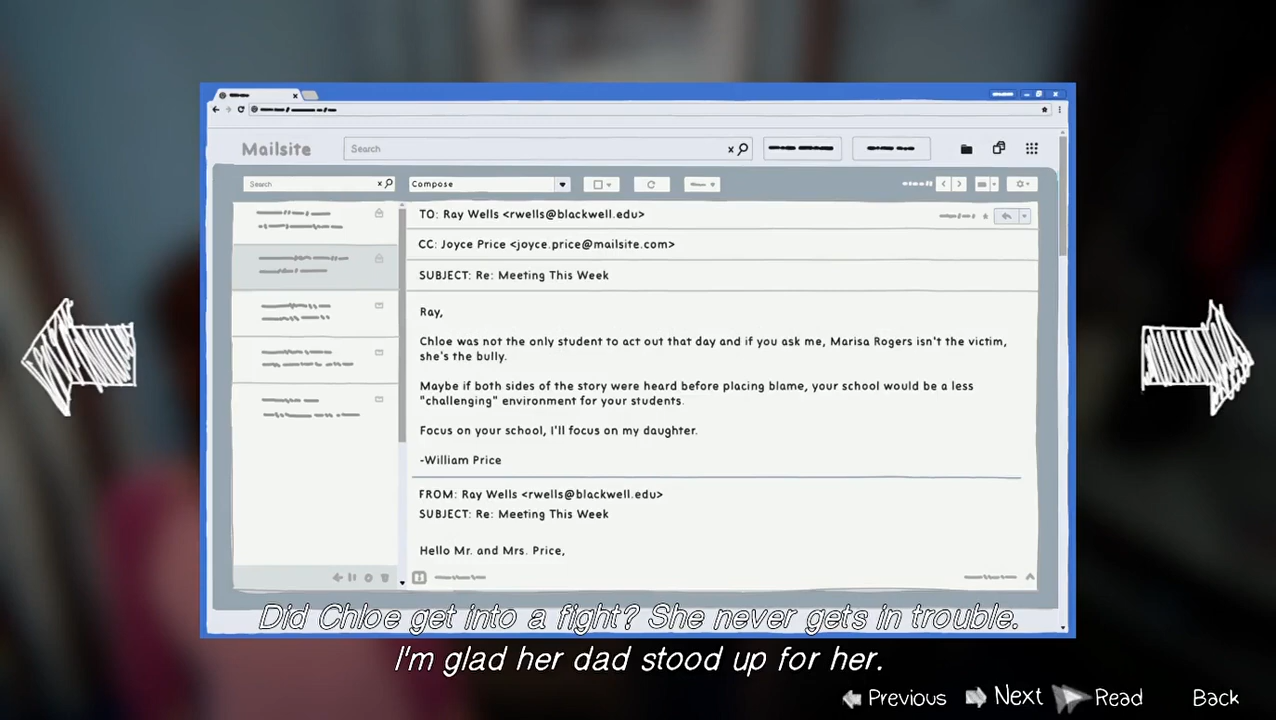 Mailsite
Search
x
Search
x
Compose
TO: Ray Wells <rwells@blackwell.edu>
CC: Joyce Price <joyce.price@mailsite.com>
SUBJECT: Re: Meeting This Week
Ray,
Chloe was not the only student to act out that day and if you ask me, Marisa Rogers isn't the victim,
she's the bully.
Maybe if both sides of the story were heard before placing blame, your school would be a less
"challenging" environment for your students.
Focus on your school, I'll focus on my daughter.
-William Price
FROM: Ray Wells <rwells@blackwell.edu>
SUBJECT: Re: Meeting This Week
Hello Mr. and Mrs. Price,
Did Chloe get into a fight? She never gets in trouble.
I'm glad her dad stood up for her.
Previous Next Read Back